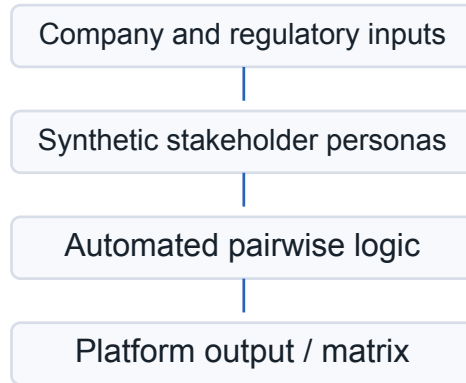 Company and regulatory inputs
Synthetic stakeholder personas
Automated pairwise logic
Platform output / matrix